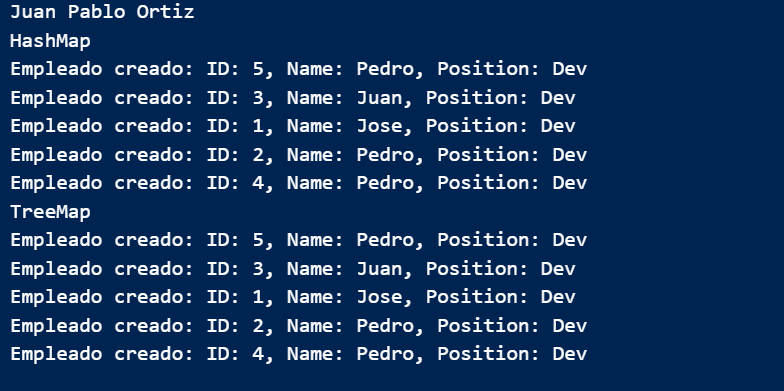 Juan Pablo Ortiz
HashMap
Empleado creado: ID: 5, Name: Pedro, Position: Dev
Empleado creado: ID: 3, Name: Juan, Position: Dev
Empleado creado: ID: 1, Name: Jose, Position: Dev
Empleado creado: ID: 2, Name: Pedro, Position: Dev
Empleado creado: ID: 4, Name: Pedro, Position: Dev
TreeMap
Empleado creado: ID: 5, Name: Pedro, Position: Dev
Empleado creado: ID: 3, Name: Juan, Position: Dev
Empleado creado: ID: 1, Name: Jose, Position: Dev
Empleado creado: ID: 2, Name: Pedro, Position: Dev
Empleado creado: ID: 4, Name: Pedro, Position: Dev